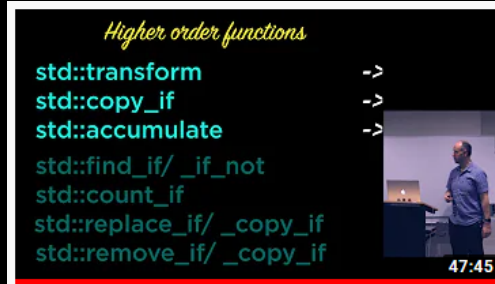 Higher order functions
std::transform ->
std::copy_if ->
std::accumulate ->
std::find_if/ _if_not
std::count_if
std::replace_if/ _copy_if
std::remove_if/ _copy_if
47:45